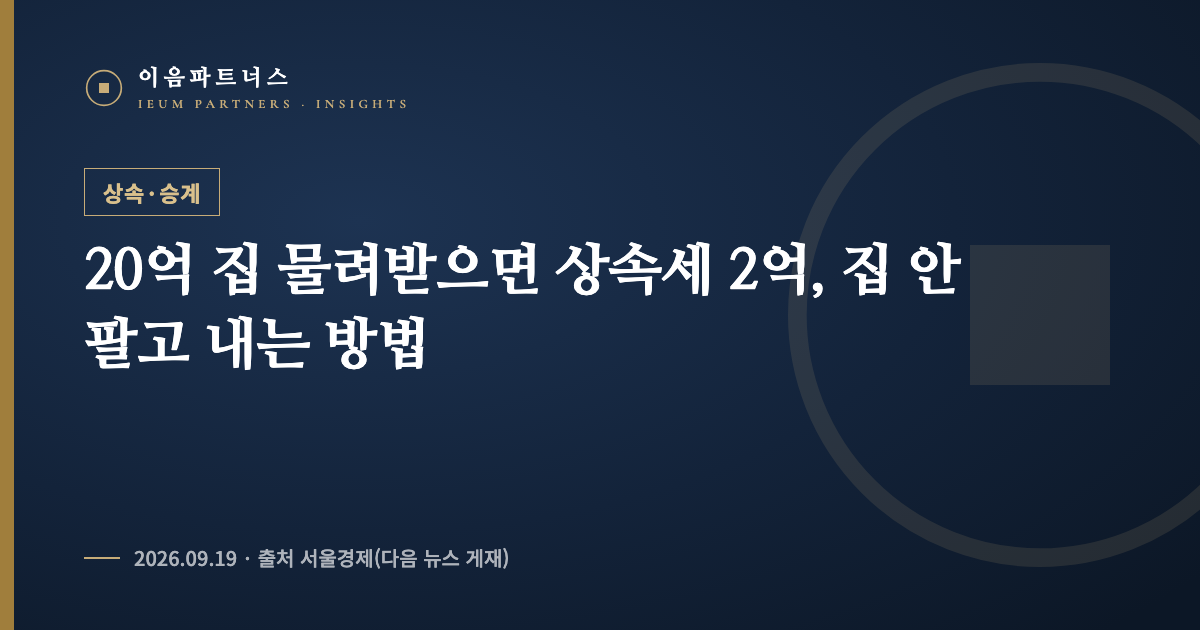 이음파트너스
IEUM PARTNERS · INSIGHTS
상속·승계
20억 집 물려받으면 상속세 2억, 집 안
팔고 내는 방법
2026.09.19 · 출처 서울경제(다음 뉴스 게재)